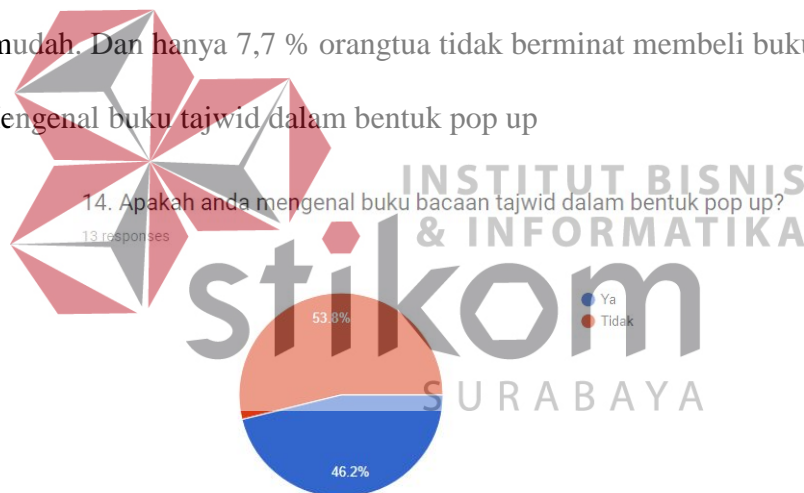 mudah. Dan hanya 7,7 % orangtua tidak berminat membeli buku
mengenal buku tajwid dalam bentuk pop up
INSTITUT BISNIS
14. Apakah anda mengenal buku bacaan tajwid dalam bentuk pop up?
& INFORMATIKA
13 responses
stikom
Ya
53.8%
Tidak
SURABAYA
46.2%